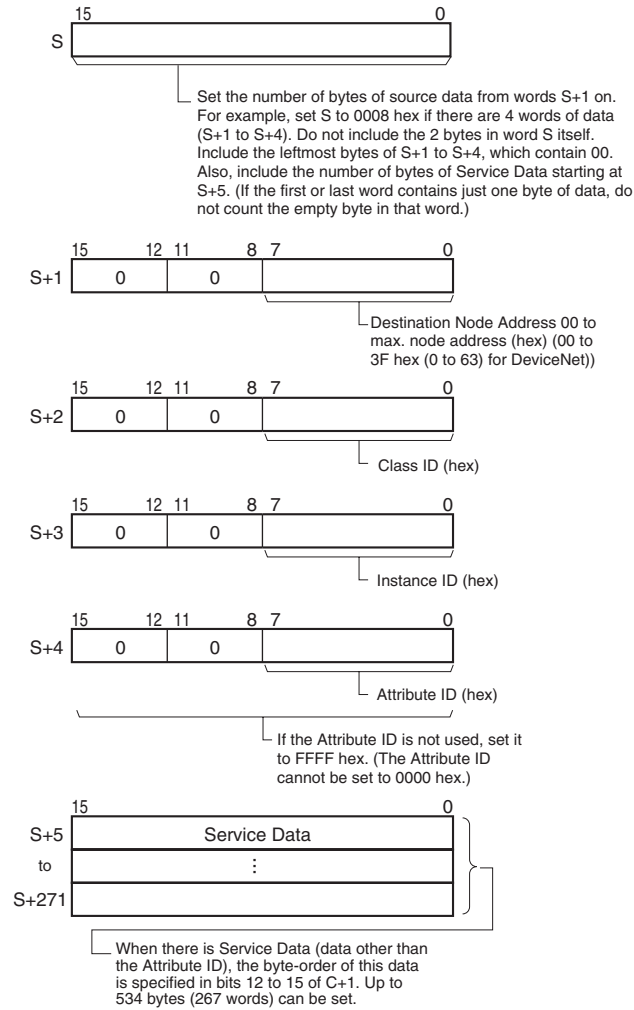 15 0
S
Set the number of bytes of source data from words S+1 on.
For example, set S to 0008 hex if there are 4 words of data
(S+1 to S+4). Do not include the 2 bytes in word S itself.
Include the leftmost bytes of S+1 to S+4, which contain 00.
Also, include the number of bytes of Service Data starting at
S+5. (If the first or last word contains just one byte of data, do
not count the empty byte in that word.)
15 12 11 8 7 0
S+1 0 0
Destination Node Address 00 to
max. node address (hex) (00 to
3F hex (0 to 63) for DeviceNet))
15 12 11 8 7 0
S+2 0 0
Class ID (hex)
15 12 11 8 7 0
S+3 0 0
Instance ID (hex)
15 12 11 8 7 0
S+4 0 0
Attribute ID (hex)
If the Attribute ID is not used, set it
to FFFF hex. (The Attribute ID
cannot be set to 0000 hex.)
15 0
S+5 Service Data
to ⋮
S+271
When there is Service Data (data other than
the Attribute ID), the byte-order of this data
is specified in bits 12 to 15 of C+1. Up to
534 bytes (267 words) can be set.